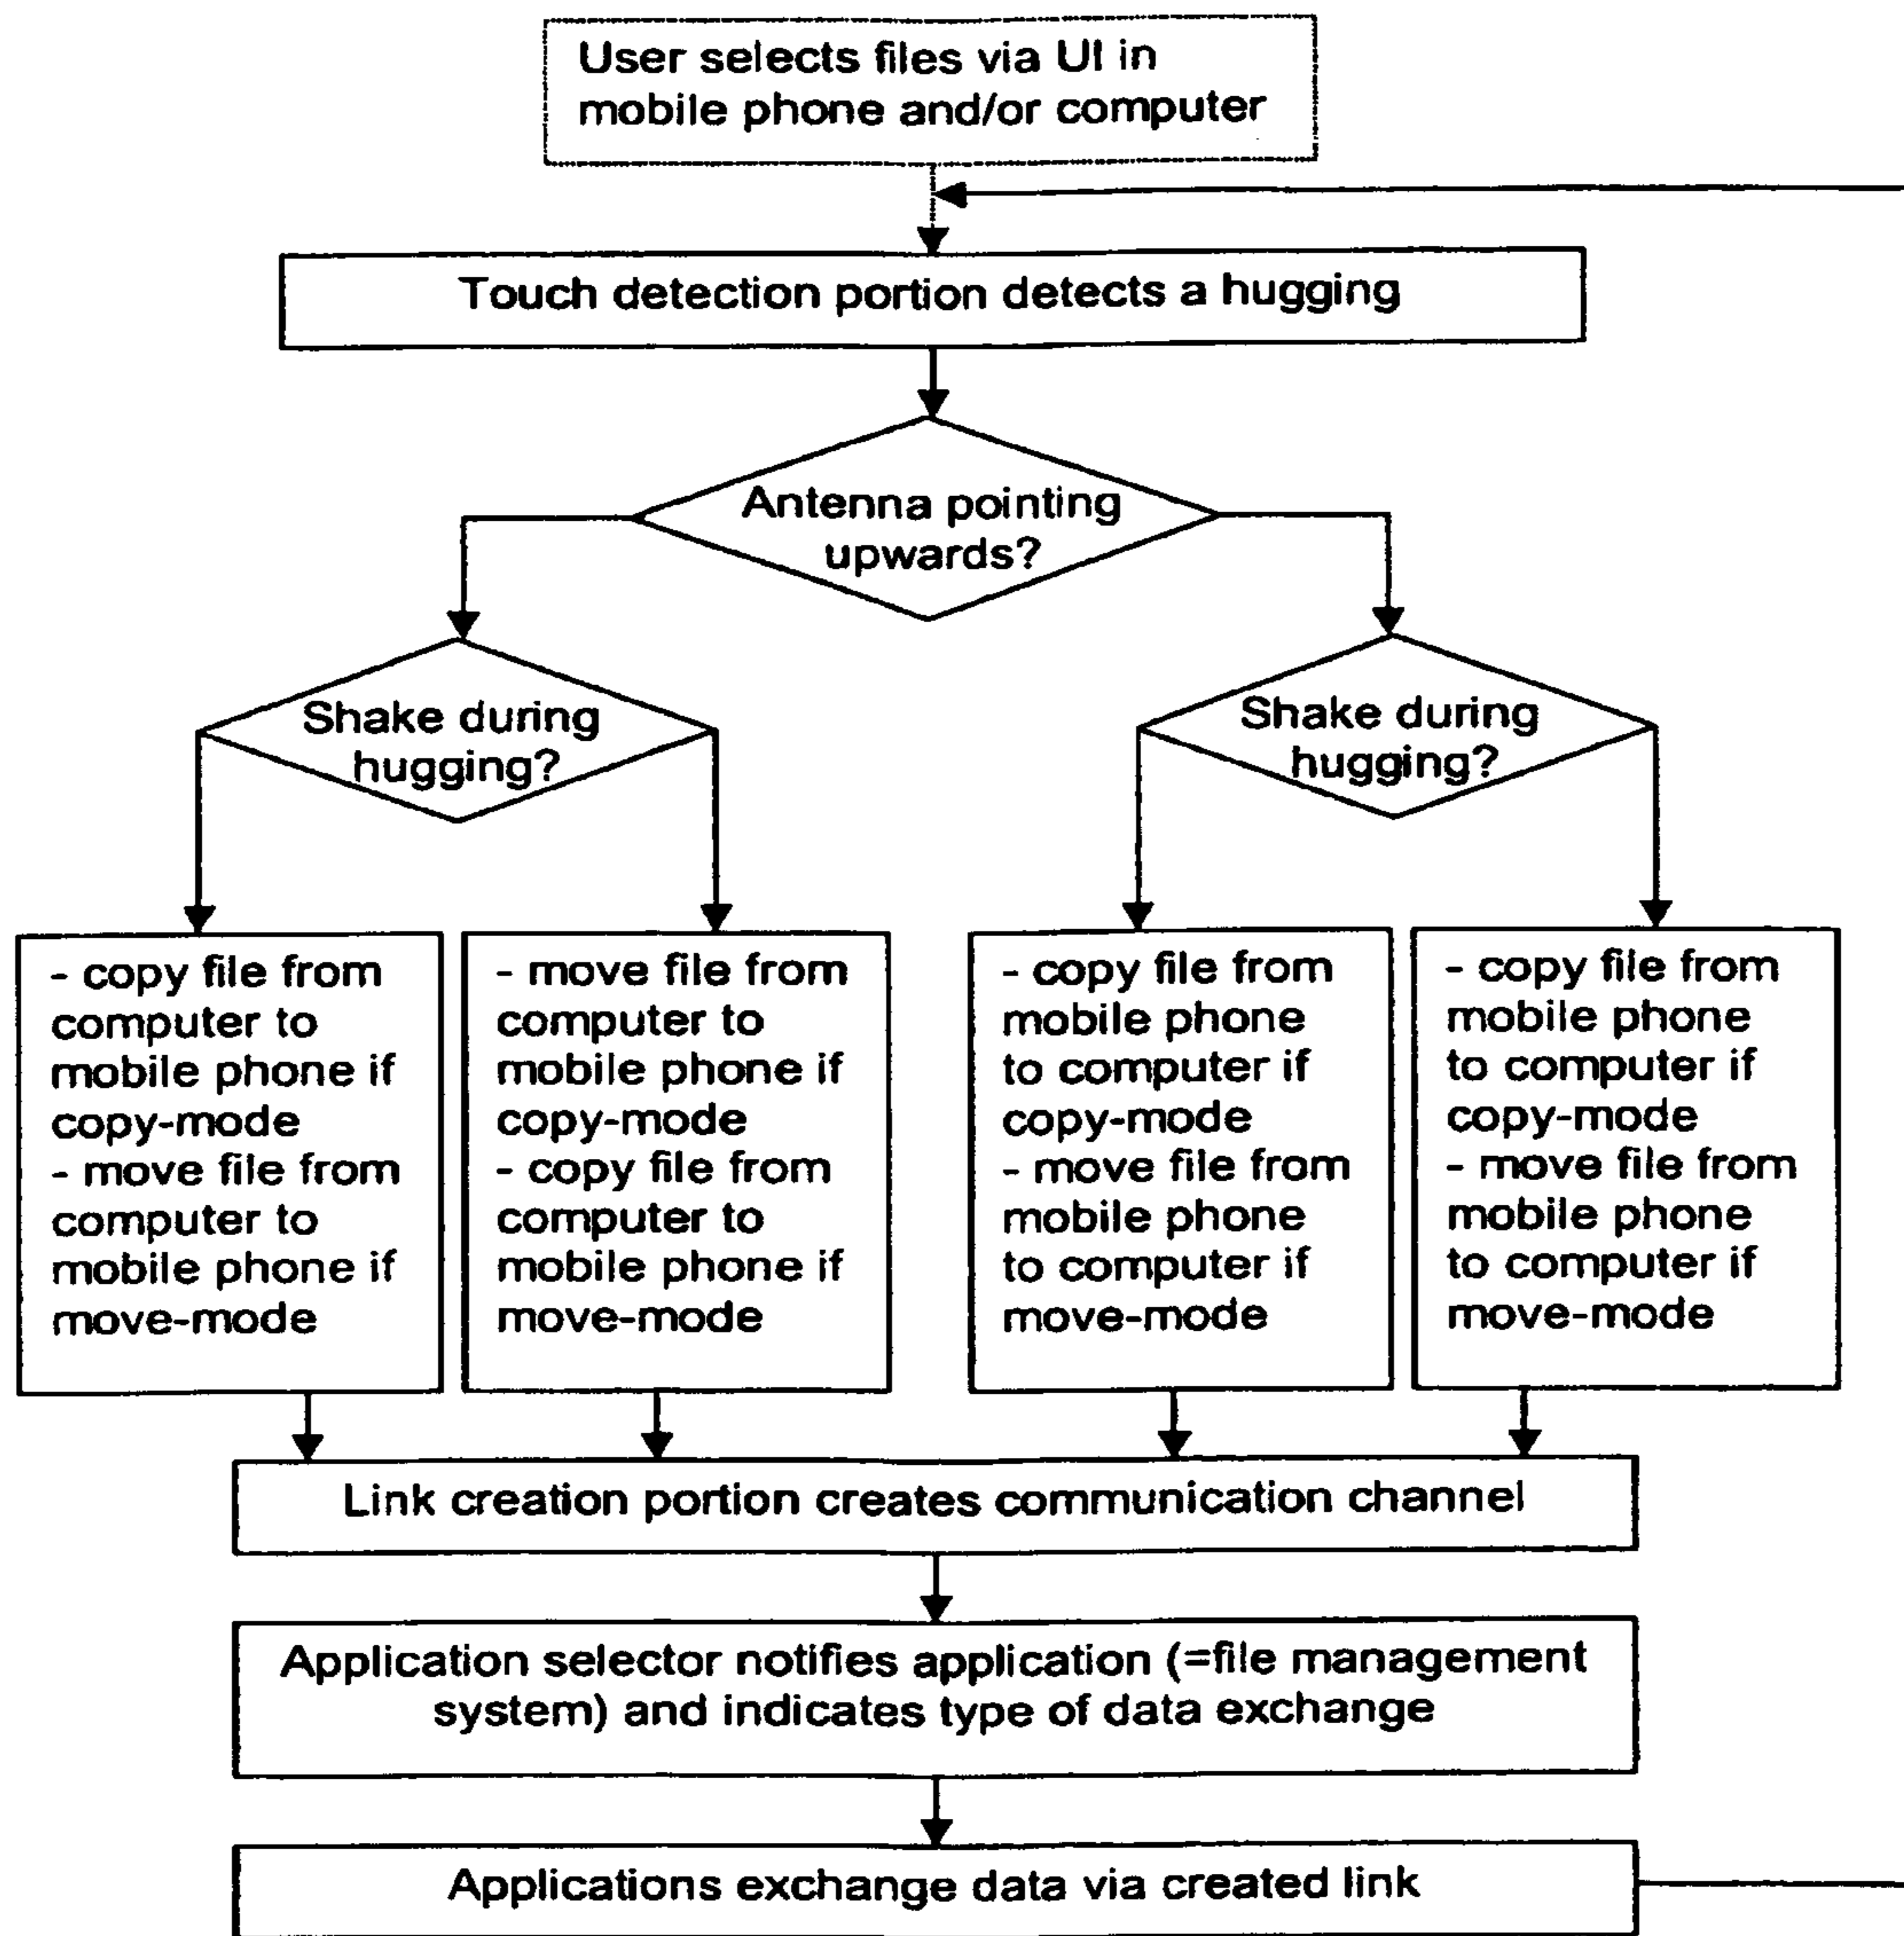 User selects files via UI in
mobile phone and/or computer
Touch detection portion detects a hugging
Antenna pointing
upwards?
Shake during
hugging?
Shake during
hugging?
- copy file from
computer to
mobile phone if
copy-mode
- move file from
computer to
mobile phone if
move-mode
- move file from
computer to
mobile phone if
copy-mode
- copy file from
computer to
mobile phone if
move-mode
- copy file from
mobile phone
to computer if
copy-mode
- move file from
mobile phone
to computer if
move-mode
- copy file from
mobile phone
to computer if
copy-mode
- move file from
mobile phone
to computer if
move-mode
Link creation portion creates communication channel
Application selector notifies application (=file management
system) and indicates type of data exchange
Applications exchange data via created link